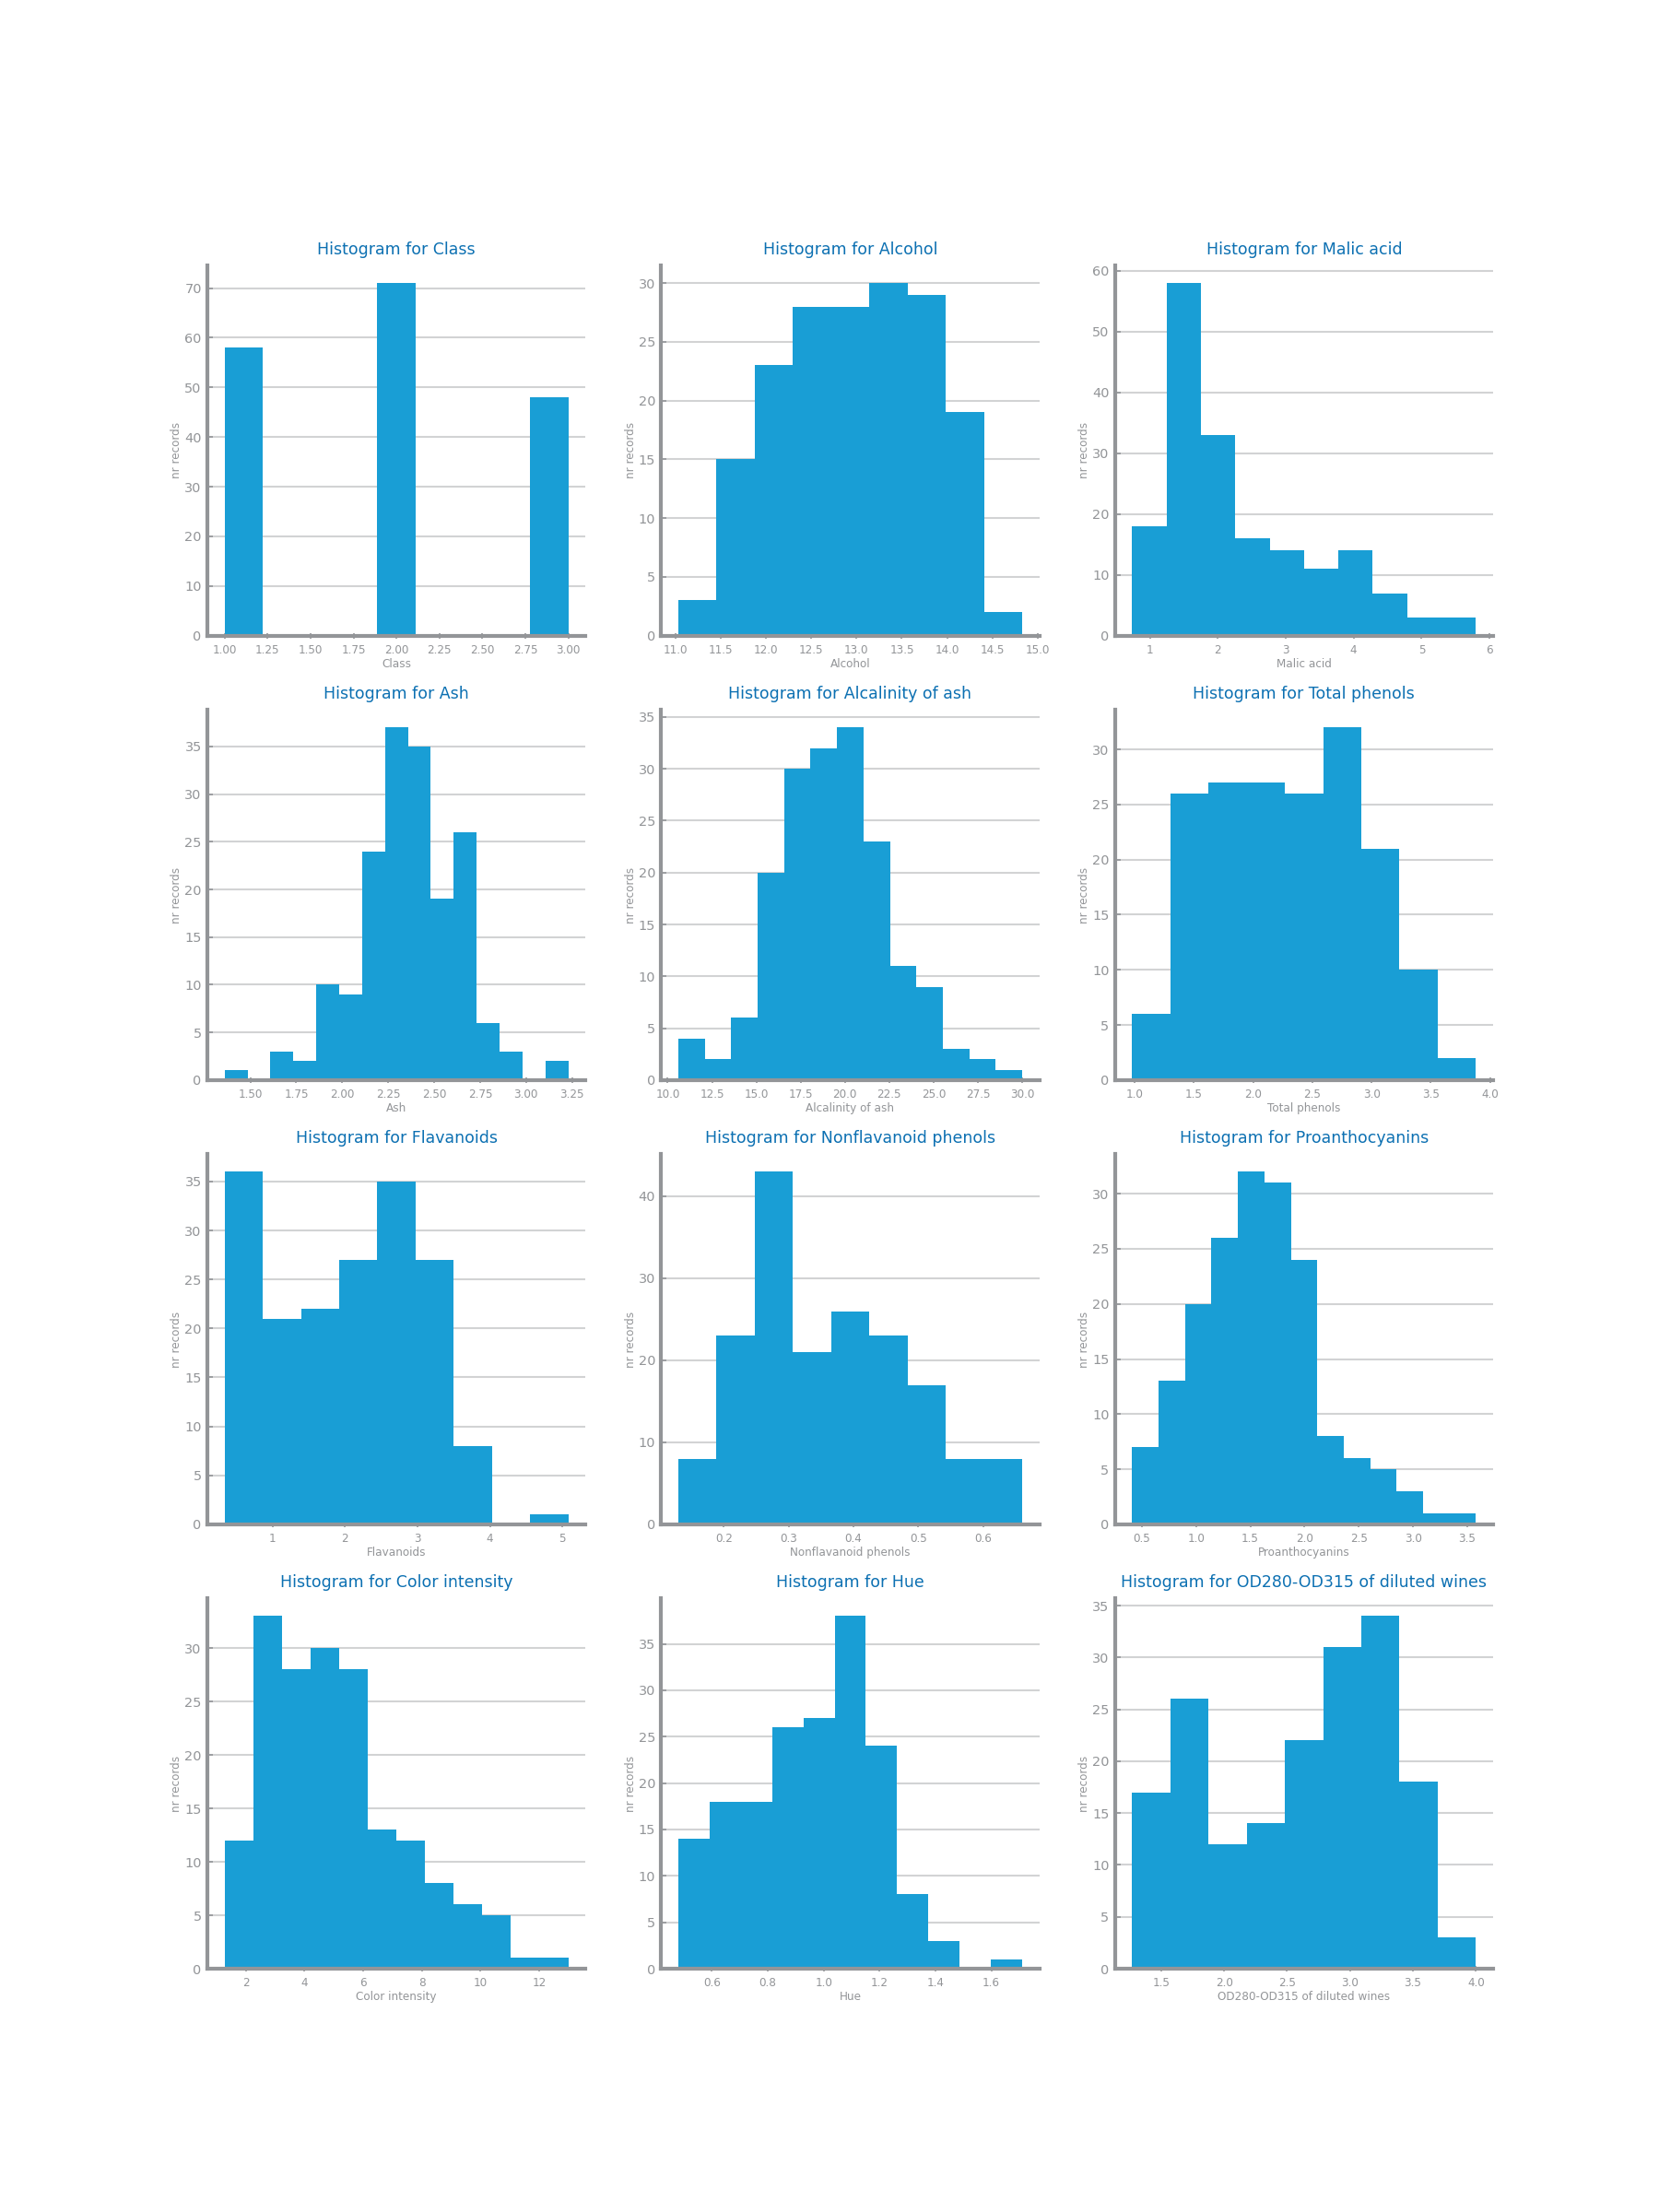 Histogram for Class
70
60
50
40
30
20
10
0
nr records
1.00 1.25 1.50 1.75 2.00 2.25 2.50 2.75 3.00
Class
Histogram for Alcohol
30
25
20
15
10
5
0
nr records
11.0 11.5 12.0 12.5 13.0 13.5 14.0 14.5 15.0
Alcohol
Histogram for Malic acid
60
50
40
30
20
10
0
nr records
1 2 3 4 5 6
Malic acid
Histogram for Ash
35
30
25
20
15
10
5
0
nr records
1.50 1.75 2.00 2.25 2.50 2.75 3.00 3.25
Ash
Histogram for Alcalinity of ash
35
30
25
20
15
10
5
0
nr records
10.0 12.5 15.0 17.5 20.0 22.5 25.0 27.5 30.0
Alcalinity of ash
Histogram for Total phenols
30
25
20
15
10
5
0
nr records
1.0 1.5 2.0 2.5 3.0 3.5 4.0
Total phenols
Histogram for Flavanoids
35
30
25
20
15
10
5
0
nr records
1 2 3 4 5
Flavanoids
Histogram for Nonflavanoid phenols
40
30
20
10
0
nr records
0.2 0.3 0.4 0.5 0.6
Nonflavanoid phenols
Histogram for Proanthocyanins
30
25
20
15
10
5
0
nr records
0.5 1.0 1.5 2.0 2.5 3.0 3.5
Proanthocyanins
Histogram for Color intensity
30
25
20
15
10
5
0
nr records
2 4 6 8 10 12
Color intensity
Histogram for Hue
35
30
25
20
15
10
5
0
nr records
0.6 0.8 1.0 1.2 1.4 1.6
Hue
Histogram for OD280-OD315 of diluted wines
35
30
25
20
15
10
5
0
nr records
1.5 2.0 2.5 3.0 3.5 4.0
OD280-OD315 of diluted wines